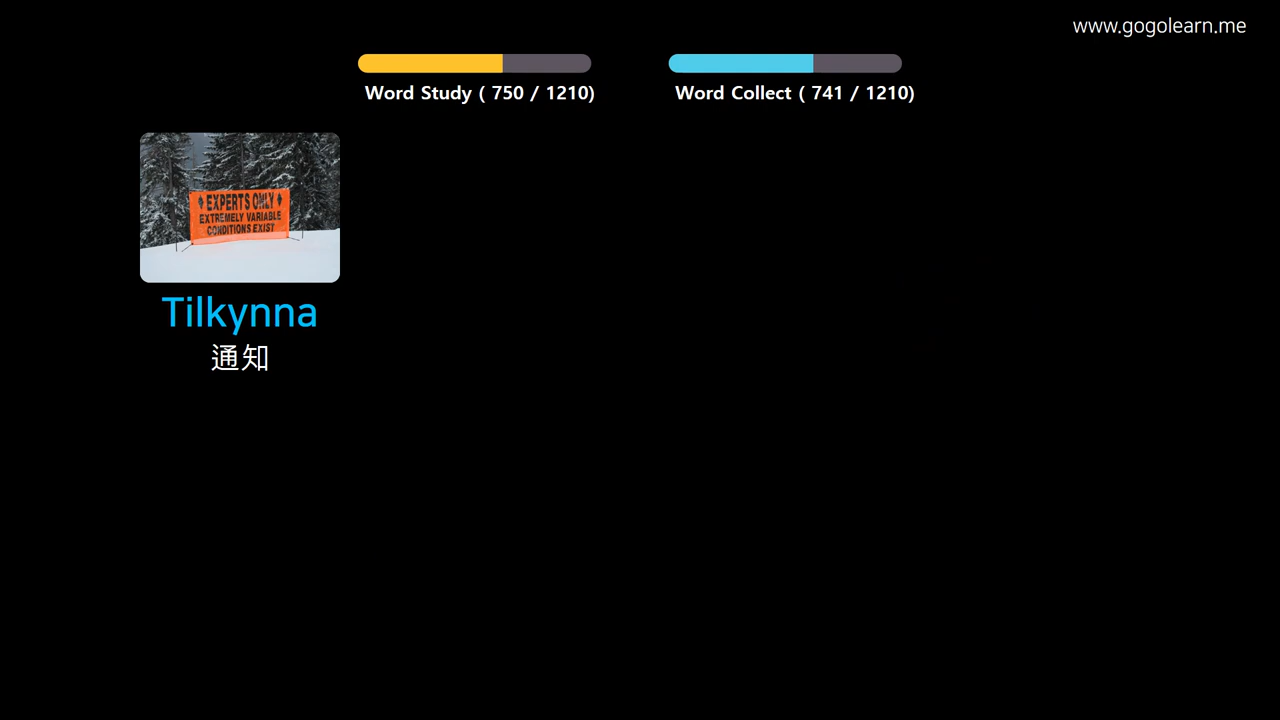 www.gogolearn.me
Word Study ( 750 / 1210)
Word Collect ( 741 / 1210)
EXPERTS ONLY
EXTREMELY VARIABLE
CONDITIONS EXIST
Tilkynna
通知